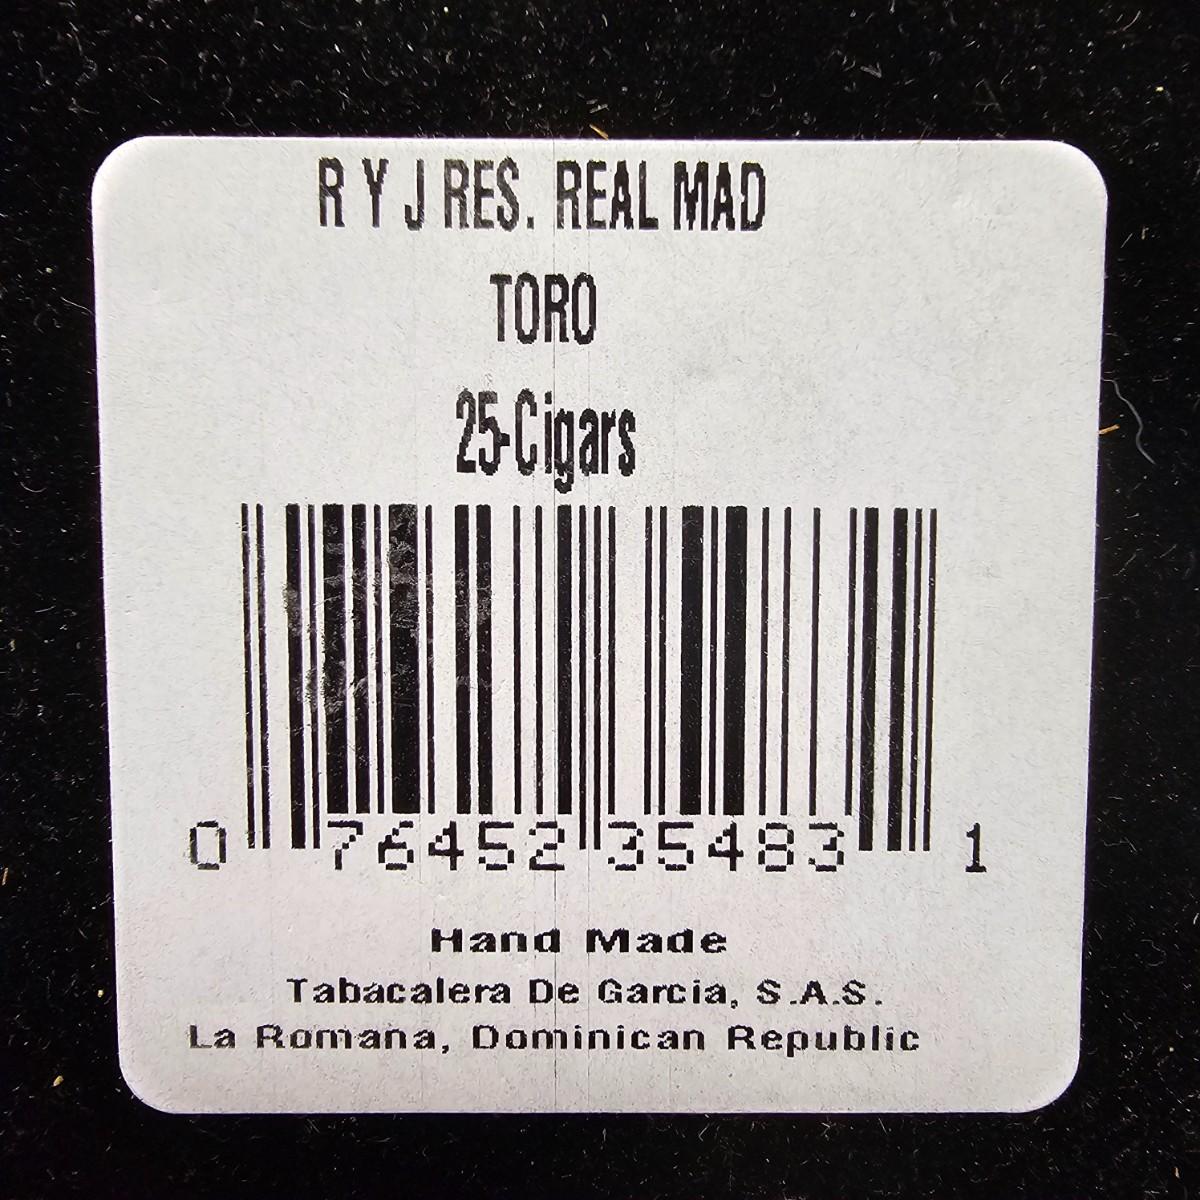 R Y J RES. REAL MAD
TORO
25-Cigars
0 76452 35483 1
Hand Made
Tabacalera De Garcia, S.A.S.
La Romana, Dominican Republic